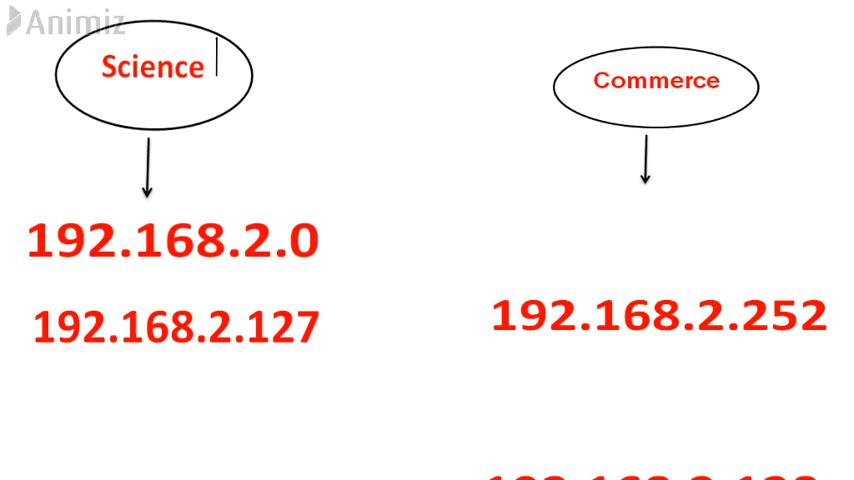 Animiz
Science
Commerce
192.168.2.0
192.168.2.127
192.168.2.252